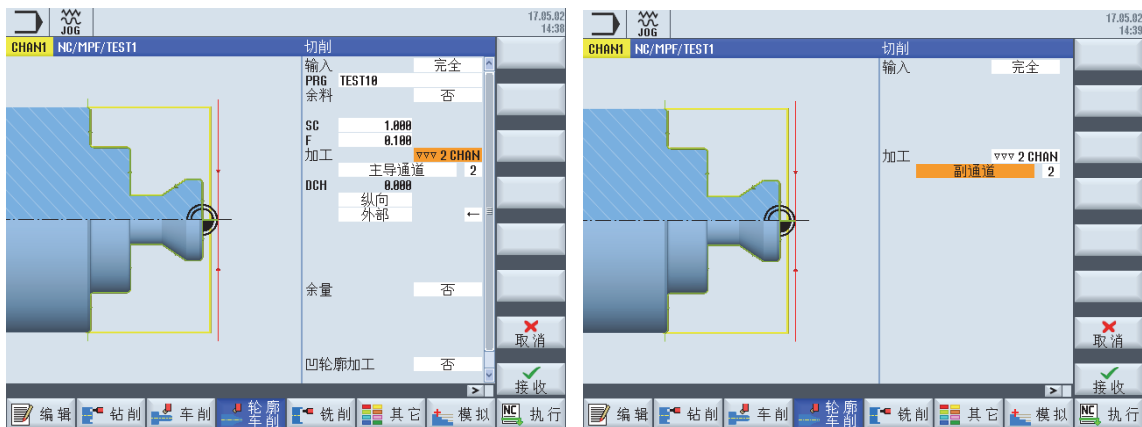 JOG
17.05.02
14:38
CHAN1 NC/MPF/TEST1 切削
输入 完全
PRG TEST10
余料 否
SC 1.000
F 0.100
加工 ▽▽▽ 2 CHAN
主导通道 2
DCH 0.000
纵向
外部 ←
余量 否
凹轮廓加工 否
取消
接收
>
编辑 钻削 车削 轮廓车削 铣削 其它 模拟 NC 执行
JOG
17.05.02
14:39
CHAN1 NC/MPF/TEST1 切削
输入 完全
加工 ▽▽▽ 2 CHAN
副通道 2
取消
接收
>
编辑 钻削 车削 轮廓车削 铣削 其它 模拟 NC 执行